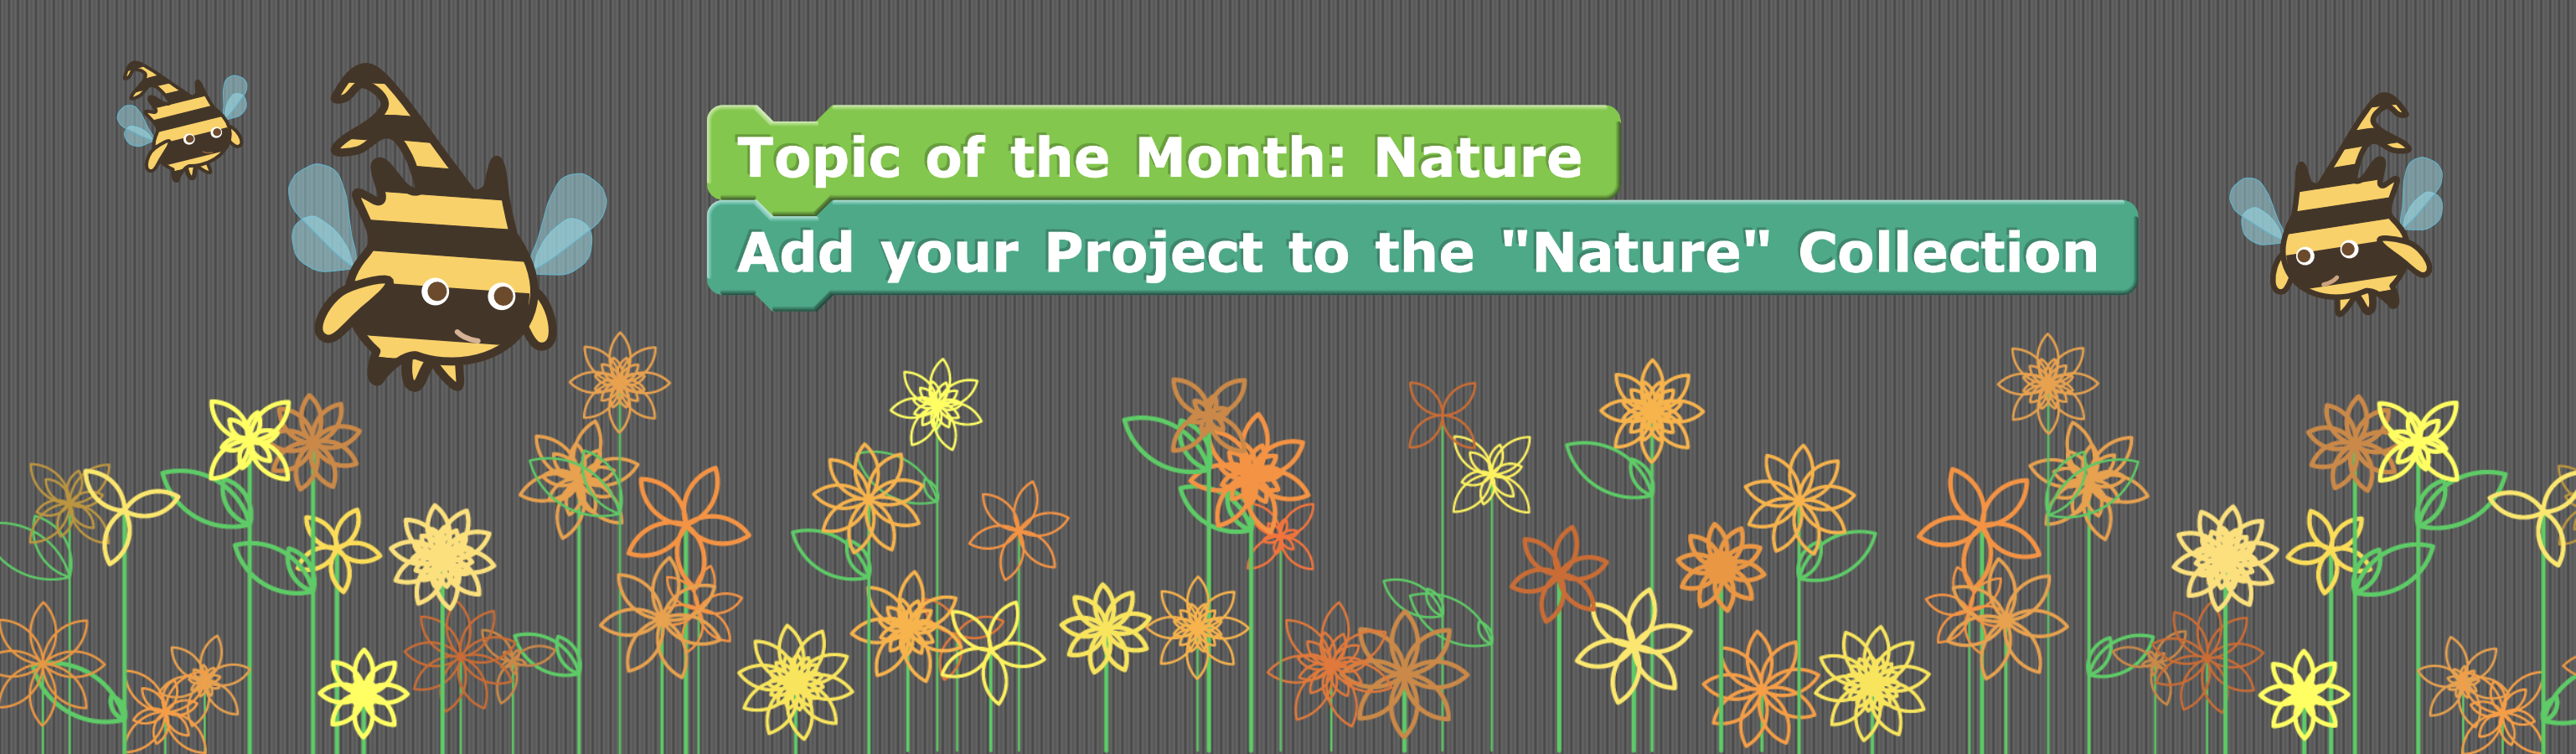 Topic of the Month: Nature
Add your Project to the "Nature" Collection